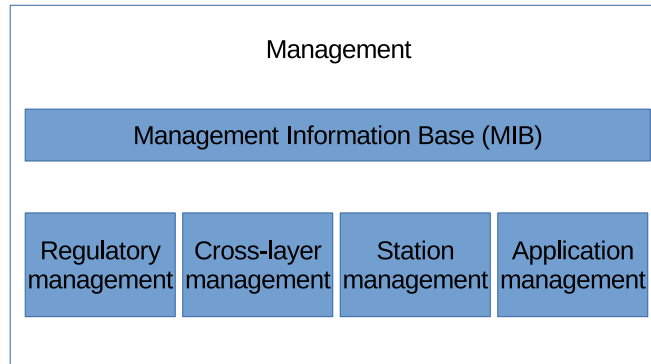 Management
Management Information Base (MIB)
Regulatory
management
Cross-layer
management
Station
management
Application
management